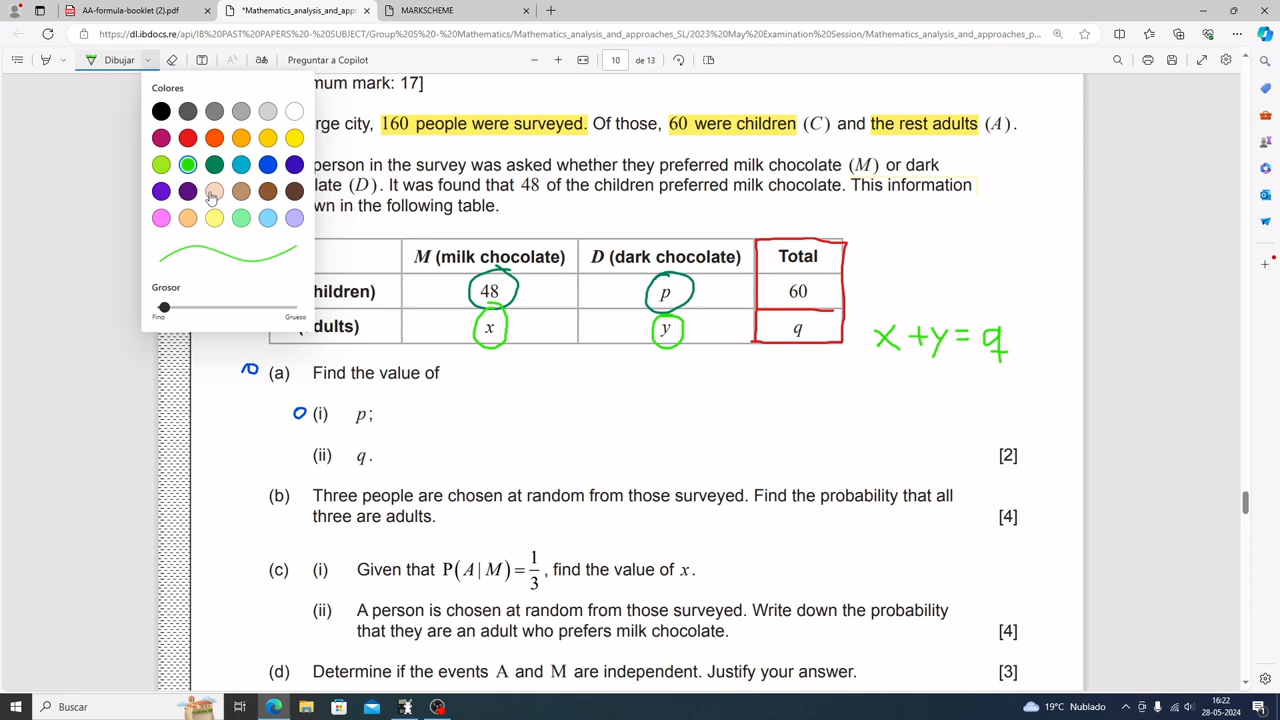 AA-formula-booklet (2).pdf
*Mathematics_analysis_and_app
MARKSCHEME
https://dl.ibdocs.re/api/IB%20PAST%20PAPERS%20-%20SUBJECT/Group%205%20-%20Mathematics/Mathematics_analysis_and_approaches_SL/2023%20May%20Examination%20Session/Mathematics_analysis_and_approaches_p...
Dibujar
Preguntar a Copilot
10 de 13
Colores
Grosor
Fino Grueso
mum mark: 17]
rge city, 160 people were surveyed. Of those, 60 were children (C) and the rest adults (A).
person in the survey was asked whether they preferred milk chocolate (M) or dark
late (D). It was found that 48 of the children preferred milk chocolate. This information
wn in the following table.
M (milk chocolate) D (dark chocolate) Total
hildren) 48 p 60
dults) x y q
x + y = q
(a) Find the value of
(i) p;
(ii) q. [2]
(b) Three people are chosen at random from those surveyed. Find the probability that all
three are adults. [4]
(c) (i) Given that P(A|M) = 1/3, find the value of x.
(ii) A person is chosen at random from those surveyed. Write down the probability
that they are an adult who prefers milk chocolate. [4]
(d) Determine if the events A and M are independent. Justify your answer. [3]
Buscar
19°C Nublado
16:22
28-05-2024